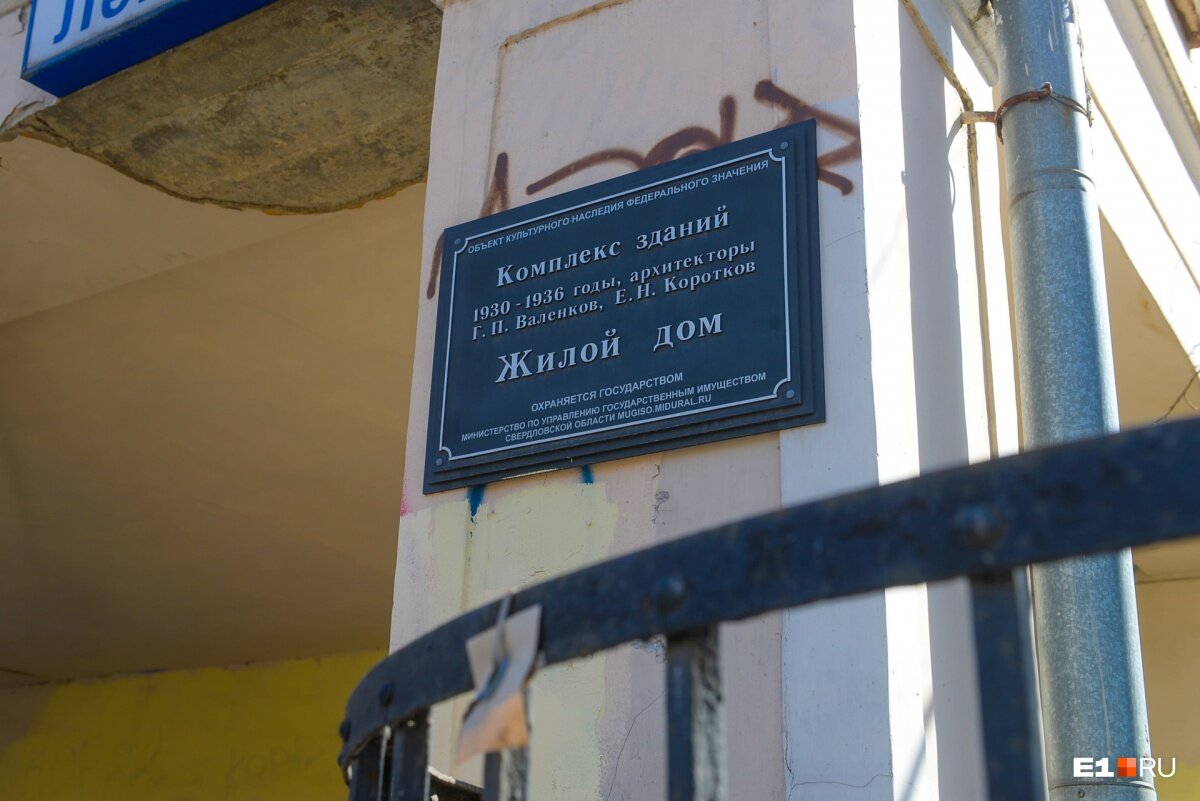 ОБЪЕКТ КУЛЬТУРНОГО НАСЛЕДИЯ ФЕДЕРАЛЬНОГО ЗНАЧЕНИЯ
Комплекс зданий
1930 - 1936 годы, архитекторы
Г. П. Валенков, Е. Н. Коротков
Жилой дом
ОХРАНЯЕТСЯ ГОСУДАРСТВОМ
МИНИСТЕРСТВО ПО УПРАВЛЕНИЮ ГОСУДАРСТВЕННЫМ ИМУЩЕСТВОМ
СВЕРДЛОВСКОЙ ОБЛАСТИ MUGISO.MIDURAL.RU
E1.RU